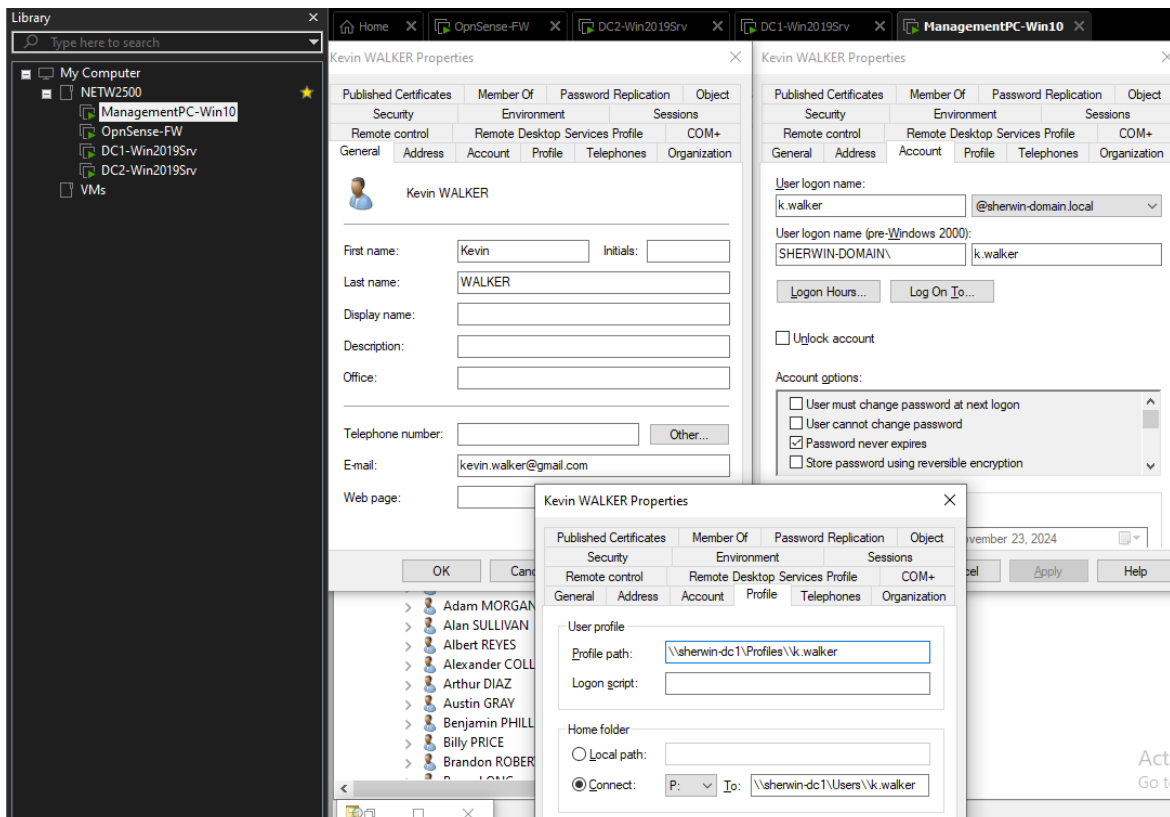 Library
Type here to search
My Computer
NETW2500
ManagementPC-Win10
OpnSense-FW
DC1-Win2019Srv
DC2-Win2019Srv
VMs
Home OpnSense-FW DC2-Win2019Srv DC1-Win2019Srv ManagementPC-Win10
Kevin WALKER Properties
Published Certificates Member Of Password Replication Object
Security Environment Sessions
Remote control Remote Desktop Services Profile COM+
General Address Account Profile Telephones Organization
Kevin WALKER
First name: Kevin Initials:
Last name: WALKER
Display name:
Description:
Office:
Telephone number: Other...
E-mail: kevin.walker@gmail.com
Web page:
OK
Kevin WALKER Properties
Published Certificates Member Of Password Replication Object
Security Environment Sessions
Remote control Remote Desktop Services Profile COM+
General Address Account Profile Telephones Organization
User logon name:
k.walker @sherwin-domain.local
User logon name (pre-Windows 2000):
SHERWIN-DOMAIN\ k.walker
Logon Hours... Log On To...
Unlock account
Account options:
User must change password at next logon
User cannot change password
Password never expires
Store password using reversible encryption
23, 2024
Apply Help
Adam MORGAN
Alan SULLIVAN
Albert REYES
Alexander COLL
Arthur DIAZ
Austin GRAY
Benjamin PHILL
Billy PRICE
Brandon ROBER
Kevin WALKER Properties
Published Certificates Member Of Password Replication Object
Security Environment Sessions
Remote control Remote Desktop Services Profile COM+
General Address Account Profile Telephones Organization
User profile
Profile path: \\sherwin-dc1\Profiles\\k.walker
Logon script:
Home folder
Local path:
Connect: P: To: \\sherwin-dc1\Users\\k.walker
Act
Go t